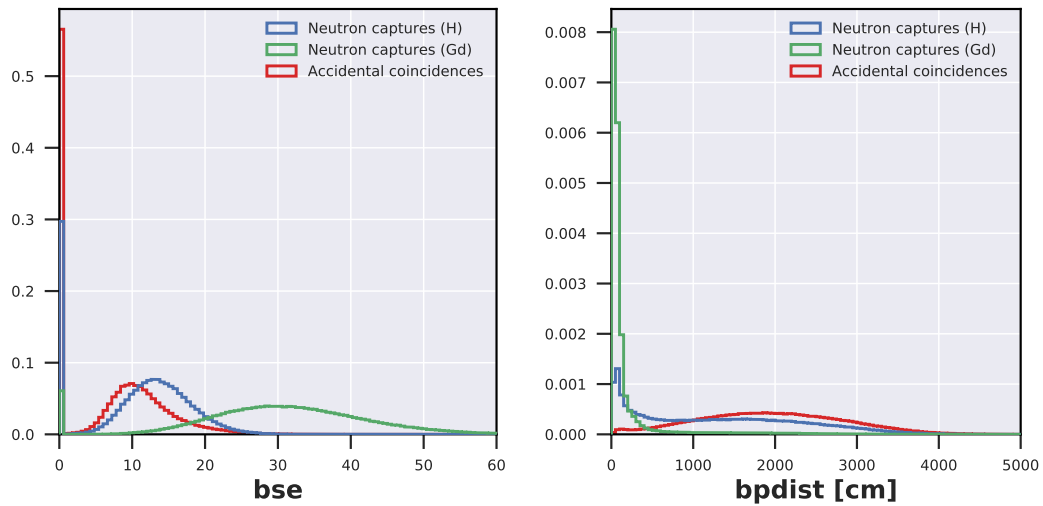 Neutron captures (H)
Neutron captures (Gd)
Accidental coincidences
0.5
0.4
0.3
0.2
0.1
0.0
0 10 20 30 40 50 60
bse
Neutron captures (H)
Neutron captures (Gd)
Accidental coincidences
0.008
0.007
0.006
0.005
0.004
0.003
0.002
0.001
0.000
0 1000 2000 3000 4000 5000
bpdist [cm]